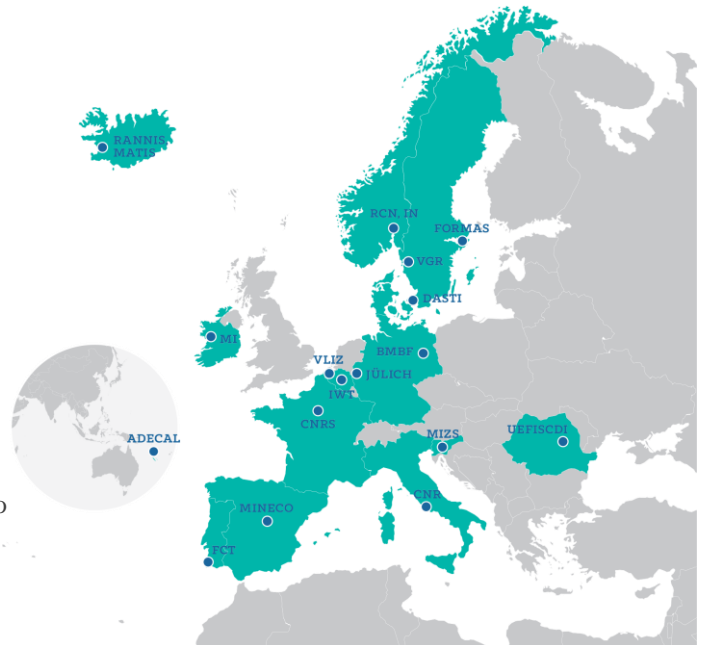 RANNIS,
MATIS
RCN, IN
FORMAS
VGR
DASTI
MI
BMBF
VLIZ
JÜLICH
IWT
CNRS
ADECAL
MIZS
UEFISCDI
CNR
MINECO
FCT